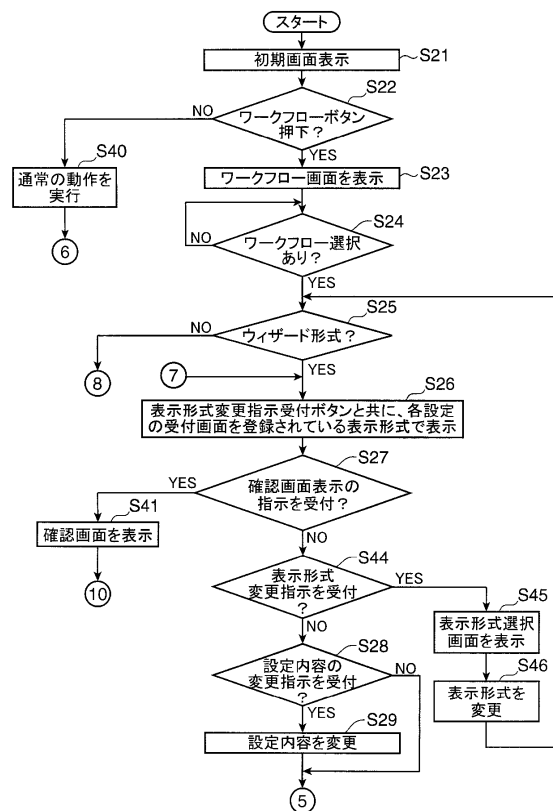 スタート
初期画面表示
S21
ワークフローボタン
押下？
S22
NO
YES
S40
通常の動作を
実行
6
ワークフロー画面を表示
S23
ワークフロー選択
あり？
S24
NO
YES
ウィザード形式？
S25
NO
YES
8
7
S26
表示形式変更指示受付ボタンと共に、各設定
の受付画面を登録されている表示形式で表示
S27
確認画面表示の
指示を受付？
YES
NO
S41
確認画面を表示
10
S44
表示形式
変更指示を受付
？
YES
NO
S45
表示形式選択
画面を表示
S46
表示形式を
変更
S28
設定内容の
変更指示を受付
？
NO
YES
S29
設定内容を変更
5